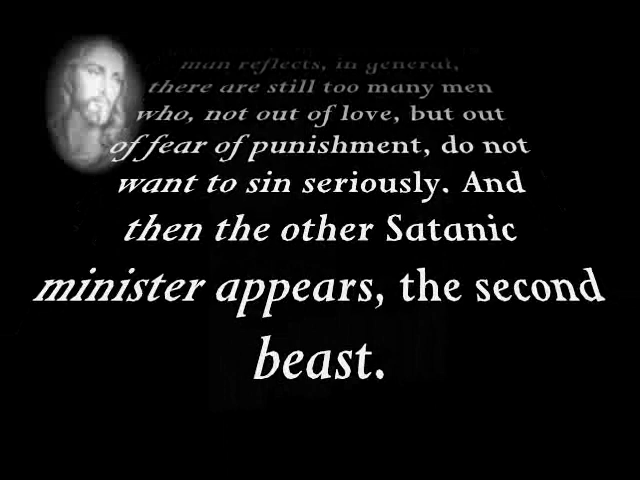 man reflects, in general,
there are still too many men
who, not out of love, but out
of fear of punishment, do not
want to sin seriously. And
then the other Satanic
minister appears, the second
beast.